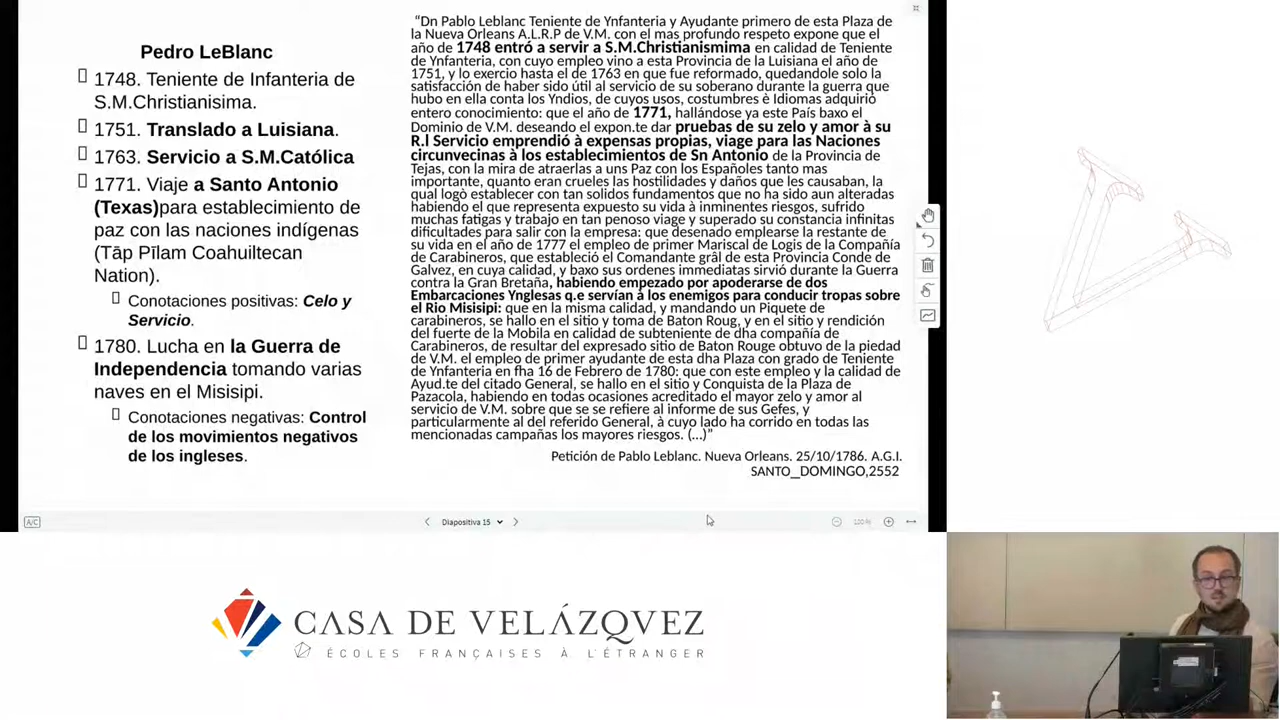 Pedro LeBlanc
1748. Teniente de Infanteria de
S.M.Christianisima.
1751. Translado a Luisiana.
1763. Servicio a S.M.Católica
1771. Viaje a Santo Antonio
(Texas)para establecimiento de
paz con las naciones indígenas
(Tāp Pīlam Coahuiltecan
Nation).
Conotaciones positivas: Celo y
Servicio.
1780. Lucha en la Guerra de
Independencia tomando varias
naves en el Misisipi.
Conotaciones negativas: Control
de los movimientos negativos
de los ingleses.
“Dn Pablo Leblanc Teniente de Ynfanteria y Ayudante primero de esta Plaza de
la Nueva Orleans A.L.R.P de V.M. con el mas profundo respeto expone que el
año de 1748 entró a servir a S.M.Christianismima en calidad de Teniente
de Ynfanteria, con cuyo empleo vino a esta Provincia de la Luisiana el año de
1751, y lo exercio hasta el de 1763 en que fue reformado, quedandole solo la
satisfacción de haber sido útil al servicio de su soberano durante la guerra que
hubo en ella conta los Yndios, de cuyos usos, costumbres è Idiomas adquirió
entero conocimiento: que el año de 1771, hallándose ya este País baxo el
Dominio de V.M. deseando el expon.te dar pruebas de su zelo y amor à su
R.l Servicio emprendió à expensas propias, viage para las Naciones
circunvecinas à los establecimientos de Sn Antonio de la Provincia de
Tejas, con la mira de atraerlas a uns Paz con los Españoles tanto mas
importante, quanto eran crueles las hostilidades y daños que les causaban, la
qual logò establecer con tan solidos fundamentos que no ha sido aun alteradas
habiendo el que representa expuesto su vida à inminentes riesgos, sufrido
muchas fatigas y trabajo en tan penoso viage y superado su constancia infinitas
dificultades para salir con la empresa: que desenado emplearse la restante de
su vida en el año de 1777 el empleo de primer Mariscal de Logis de la Compañía
de Carabineros, que estableció el Comandante grâl de esta Provincia Conde de
Galvez, en cuya calidad, y baxo sus ordenes immediatas sirvió durante la Guerra
contra la Gran Bretaña, habiendo empezado por apoderarse de dos
Embarcaciones Ynglesas q.e servían á los enemigos para conducir tropas sobre
el Rio Misisipi: que en la misma calidad, y mandando un Piquete de
carabineros, se hallo en el sitio y toma de Baton Roug, y en el sitio y rendición
del fuerte de la Mobila en calidad de subteniente de dha compañía de
Carabineros, de resultar del expresado sitio de Baton Rouge obtuvo de la piedad
de V.M. el empleo de primer ayudante de esta dha Plaza con grado de Teniente
de Ynfanteria en fha 16 de Febrero de 1780: que con este empleo y la calidad de
Ayud.te del citado General, se hallo en el sitio y Conquista de la Plaza de
Pazacola, habiendo en todas ocasiones acreditado el mayor zelo y amor al
servicio de V.M. sobre que se se refiere al informe de sus Gefes, y
particularmente al del referido General, à cuyo lado ha corrido en todas las
mencionadas campañas los mayores riesgos. (…)”
Petición de Pablo Leblanc. Nueva Orleans. 25/10/1786. A.G.I.
SANTO_DOMINGO,2552
A/C
Diapositiva 15
CASA DE VELÁZQVEZ
ÉCOLES FRANÇAISES À L'ÉTRANGER